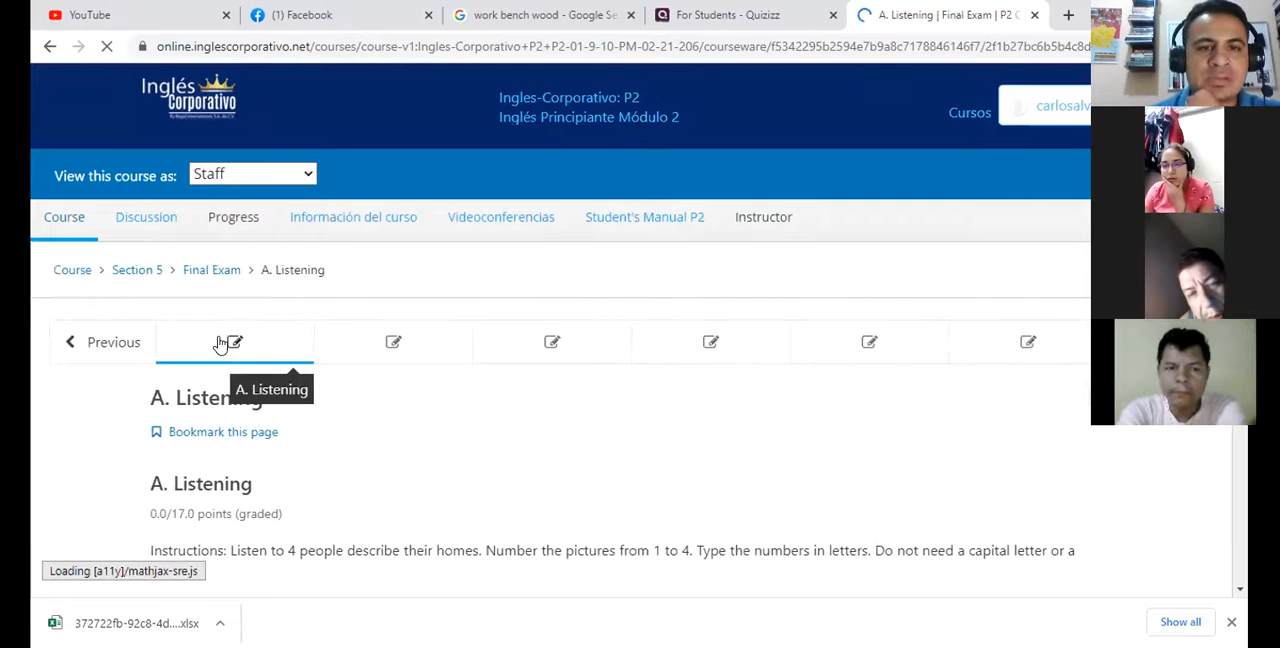 YouTube
Facebook
work bench wood - Google Se
For Students - Quizizz
A. Listening | Final Exam | P2 C
online.inglescorporativo.net/courses/course-v1:Ingles-Corporativo+P2+P2-01-9-10-PM-02-21-206/courseware/f5342295b2594e7b9a8c7178846146f7/2f1b27bc6b5b4c8d
Inglés
Corporativo
Ingles-Corporativo: P2
Inglés Principiante Módulo 2
Cursos
carlosalv
View this course as:
Staff
Course
Discussion
Progress
Información del curso
Videoconferencias
Student's Manual P2
Instructor
Course > Section 5 > Final Exam > A. Listening
Previous
A. Listening
A. Listening
Bookmark this page
A. Listening
0.0/17.0 points (graded)
Instructions: Listen to 4 people describe their homes. Number the pictures from 1 to 4. Type the numbers in letters. Do not need a capital letter or a
Loading [a11y]/mathjax-sre.js
372722fb-92c8-4d....xlsx
Show all